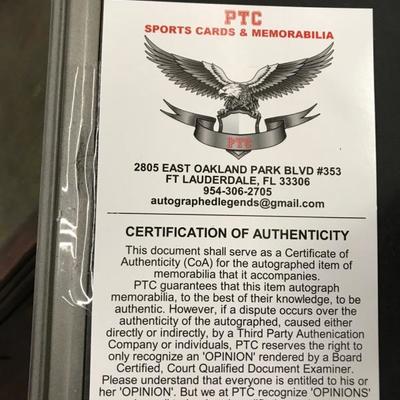 PTC
SPORTS CARDS & MEMORABILIA
PTC
2805 EAST OAKLAND PARK BLVD #353
FT LAUDERDALE, FL 33306
954-306-2705
autographedlegends@gmail.com
CERTIFICATION OF AUTHENTICITY
This document shall serve as a Certificate of
Authenticity (CoA) for the autographed item of
memorabilia that it accompanies.
PTC guarantees that this item autograph
memorabilia, to the best of their knowledge, to be
authentic. However, if a dispute occurs over the
authenticity of the autographed, caused either
directly or indirectly, by a Third Party Authenication
Company or individuals, PTC reserves the right to
only recognize an 'OPINION' rendered by a Board
Certified, Court Qualified Document Examiner.
Please understand that everyone is entitled to his or
her 'OPINION'. But we at PTC recognize 'OPINIONS'